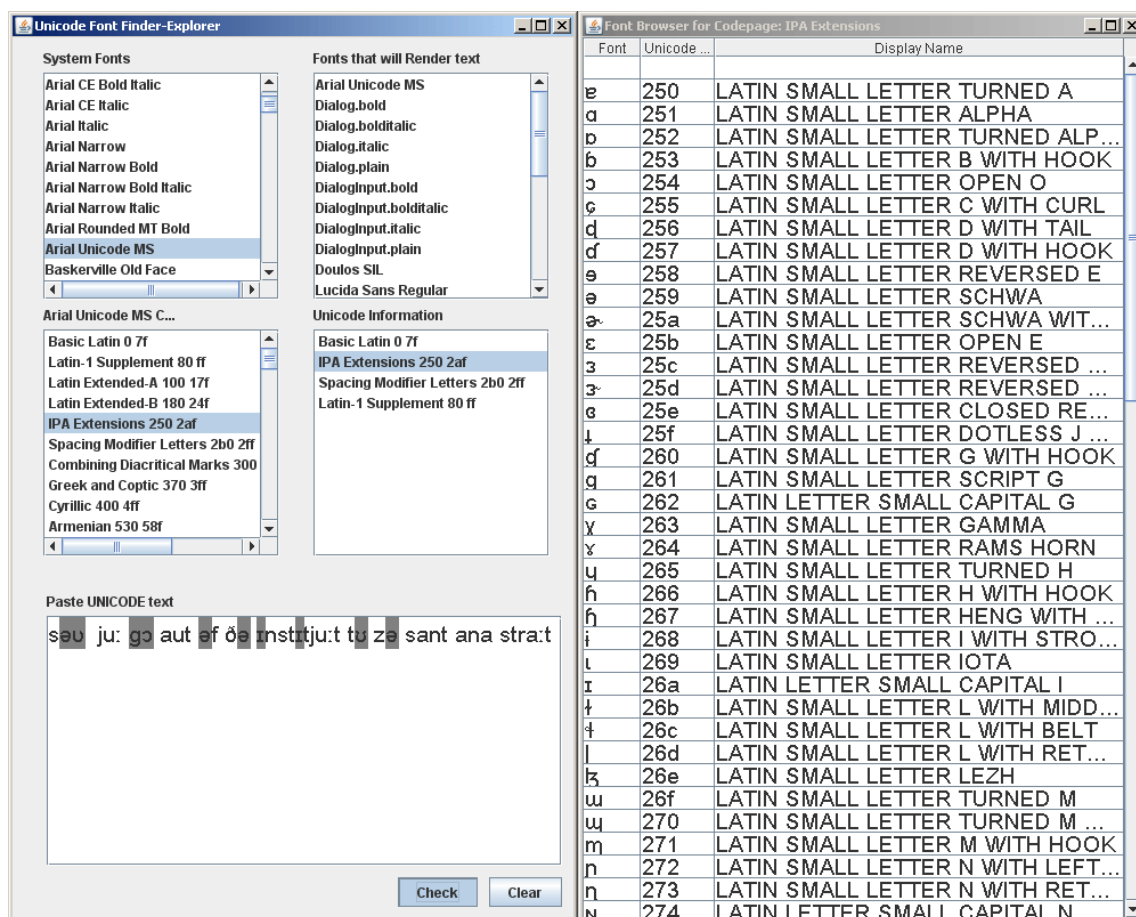 Unicode Font Finder-Explorer
System Fonts
Arial CE Bold Italic
Arial CE Italic
Arial Italic
Arial Narrow
Arial Narrow Bold
Arial Narrow Bold Italic
Arial Narrow Italic
Arial Rounded MT Bold
Arial Unicode MS
Baskerville Old Face
Fonts that will Render text
Arial Unicode MS
Dialog.bold
Dialog.bolditalic
Dialog.italic
Dialog.plain
DialogInput.bold
DialogInput.bolditalic
DialogInput.italic
DialogInput.plain
Doulos SIL
Lucida Sans Regular
Arial Unicode MS C...
Basic Latin 0 7f
Latin-1 Supplement 80 ff
Latin Extended-A 100 17f
Latin Extended-B 180 24f
IPA Extensions 250 2af
Spacing Modifier Letters 2b0 2ff
Combining Diacritical Marks 300
Greek and Coptic 370 3ff
Cyrillic 400 4ff
Armenian 530 58f
Unicode Information
Basic Latin 0 7f
IPA Extensions 250 2af
Spacing Modifier Letters 2b0 2ff
Latin-1 Supplement 80 ff
Paste UNICODE text
səʊ juː gɔ aut əf ðə ɪnstɪtjuːt tʊ zə sant ana straːt
Check Clear
Font Browser for Codepage: IPA Extensions
Font Unicode ... Display Name
ɐ 250 LATIN SMALL LETTER TURNED A
ɑ 251 LATIN SMALL LETTER ALPHA
ɒ 252 LATIN SMALL LETTER TURNED ALP...
ɓ 253 LATIN SMALL LETTER B WITH HOOK
ɔ 254 LATIN SMALL LETTER OPEN O
ɕ 255 LATIN SMALL LETTER C WITH CURL
ɖ 256 LATIN SMALL LETTER D WITH TAIL
ɗ 257 LATIN SMALL LETTER D WITH HOOK
ɘ 258 LATIN SMALL LETTER REVERSED E
ə 259 LATIN SMALL LETTER SCHWA
ɚ 25a LATIN SMALL LETTER SCHWA WIT...
ɛ 25b LATIN SMALL LETTER OPEN E
ɜ 25c LATIN SMALL LETTER REVERSED ...
ɝ 25d LATIN SMALL LETTER REVERSED ...
ɞ 25e LATIN SMALL LETTER CLOSED RE...
ɟ 25f LATIN SMALL LETTER DOTLESS J ...
ɠ 260 LATIN SMALL LETTER G WITH HOOK
ɡ 261 LATIN SMALL LETTER SCRIPT G
ɢ 262 LATIN LETTER SMALL CAPITAL G
ɣ 263 LATIN SMALL LETTER GAMMA
ɤ 264 LATIN SMALL LETTER RAMS HORN
ɥ 265 LATIN SMALL LETTER TURNED H
ɦ 266 LATIN SMALL LETTER H WITH HOOK
ɧ 267 LATIN SMALL LETTER HENG WITH ...
ɨ 268 LATIN SMALL LETTER I WITH STRO...
ɩ 269 LATIN SMALL LETTER IOTA
ɪ 26a LATIN LETTER SMALL CAPITAL I
ɫ 26b LATIN SMALL LETTER L WITH MIDD...
ɬ 26c LATIN SMALL LETTER L WITH BELT
ɭ 26d LATIN SMALL LETTER L WITH RET...
ɮ 26e LATIN SMALL LETTER LEZH
ɯ 26f LATIN SMALL LETTER TURNED M
ɰ 270 LATIN SMALL LETTER TURNED M ...
ɱ 271 LATIN SMALL LETTER M WITH HOOK
ɲ 272 LATIN SMALL LETTER N WITH LEFT...
ɳ 273 LATIN SMALL LETTER N WITH RET...
ɴ 274 LATIN LETTER SMALL CAPITAL N